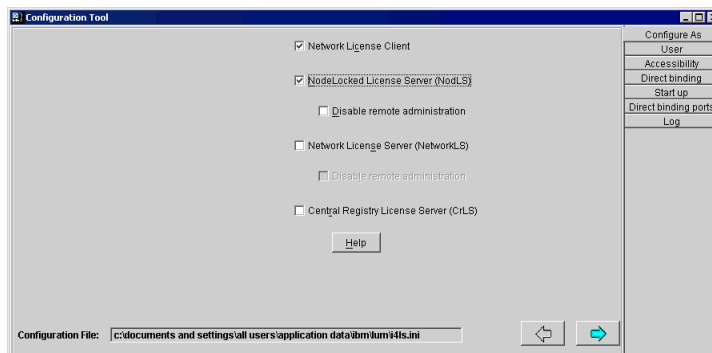 Configuration Tool
Configure As
User
Accessibility
Direct binding
Start up
Direct binding ports
Log
Network License Client
NodeLocked License Server (NodLS)
Disable remote administration
Network License Server (NetworkLS)
Disable remote administration
Central Registry License Server (CrLS)
Help
Configuration File: c:\documents and settings\all users\application data\ibm\lum\i4ls.ini